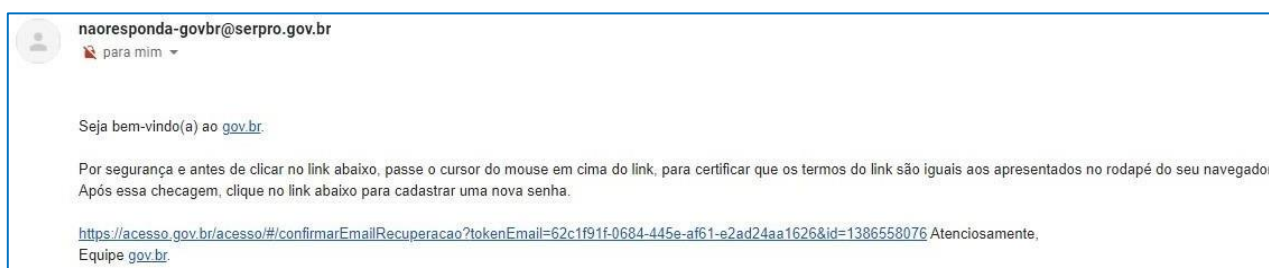 naoresponda-govbr@serpro.gov.br
para mim
Seja bem-vindo(a) ao gov.br.
Por segurança e antes de clicar no link abaixo, passe o cursor do mouse em cima do link, para certificar que os termos do link são iguais aos apresentados no rodapé do seu navegador
Após essa checagem, clique no link abaixo para cadastrar uma nova senha.
https://acesso.gov.br/acesso/#/confirmarEmailRecuperacao?tokenEmail=62c1f91f-0684-445e-af61-e2ad24aa1626&id=1386558076 Atenciosamente,
Equipe gov.br.